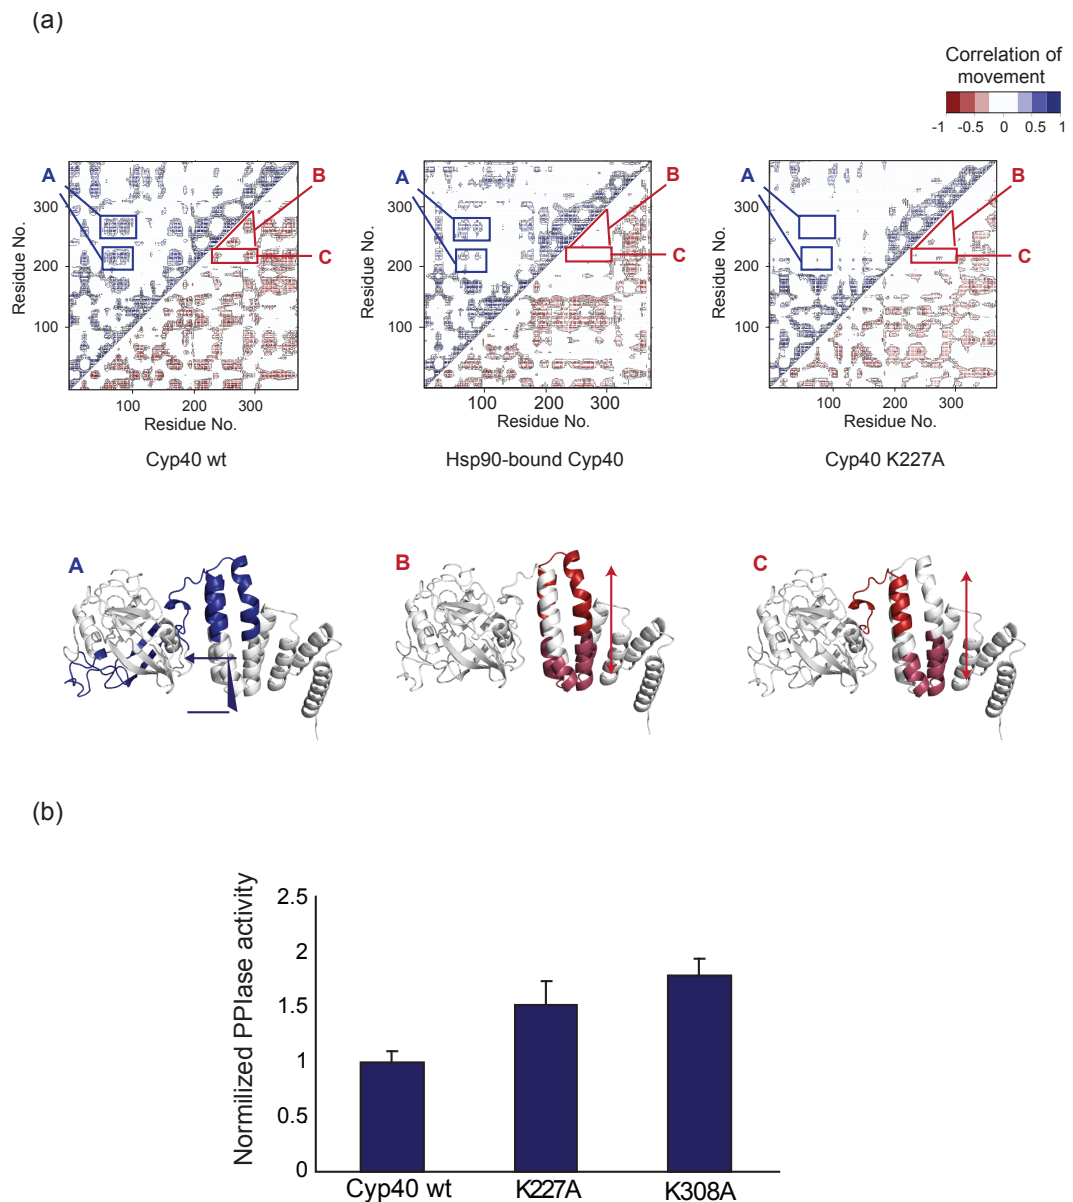 (a)
Correlation of
movement
-1 -0.5 0 0.5 1
A
B
C
300
200
100
Residue No.
100 200 300
Residue No.
Cyp40 wt
A
B
C
300
200
100
Residue No.
100 200 300
Residue No.
Hsp90-bound Cyp40
A
B
C
300
200
100
Residue No.
100 200 300
Residue No.
Cyp40 K227A
A
B
C
(b)
Normilized PPIase activity
2.5
2
1.5
1
0.5
0
Cyp40 wt K227A K308A